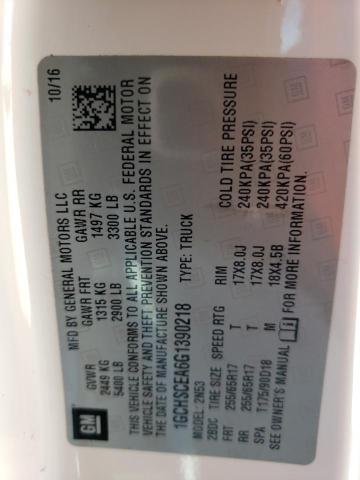 MFD BY GENERAL MOTORS LLC 10/16
GVWR GAWR FRT GAWR RR
2449 KG 1315 KG 1497 KG
5400 LB 2900 LB 3300 LB
THIS VEHICLE CONFORMS TO ALL APPLICABLE U.S. FEDERAL MOTOR
VEHICLE SAFETY AND THEFT PREVENTION STANDARDS IN EFFECT ON
THE DATE OF MANUFACTURE SHOWN ABOVE.
1GCHSCEA6G1390218 TYPE: TRUCK
MODEL: 2N53
2BDC TIRE SIZE SPEED RTG RIM COLD TIRE PRESSURE
FRT 255/65R17 T 17X8.0J 240KPA(35PSI)
RR 255/65R17 T 17X8.0J 240KPA(35PSI)
SPA T175/90D18 M 18X4.5B 420KPA(60PSI)
SEE OWNER'S MANUAL FOR MORE INFORMATION.
GM